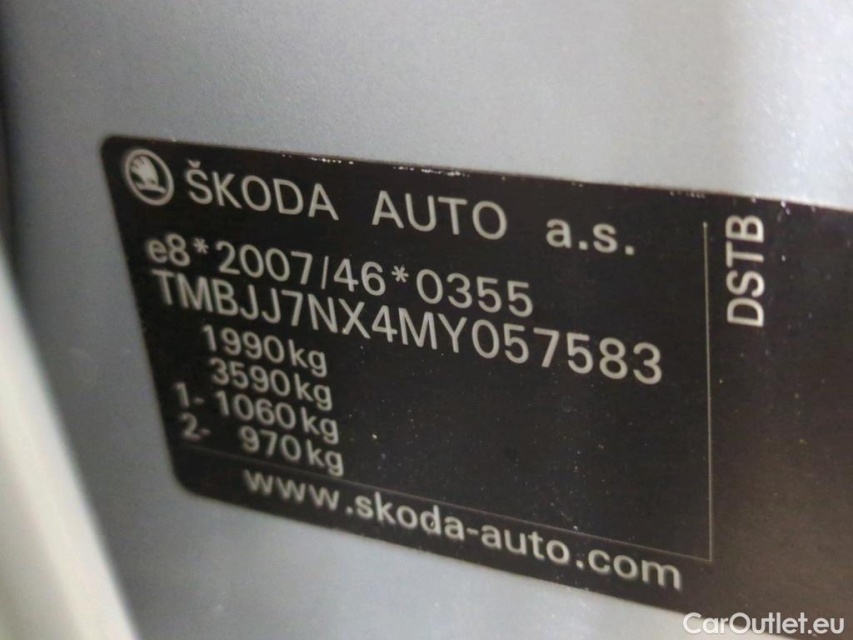 ŠKODA AUTO a.s.
e8*2007/46*0355
TMBJJ7NX4MY057583
1990kg
3590kg
1- 1060kg
2- 970kg
www.skoda-auto.com
DSTB
CarOutlet.eu